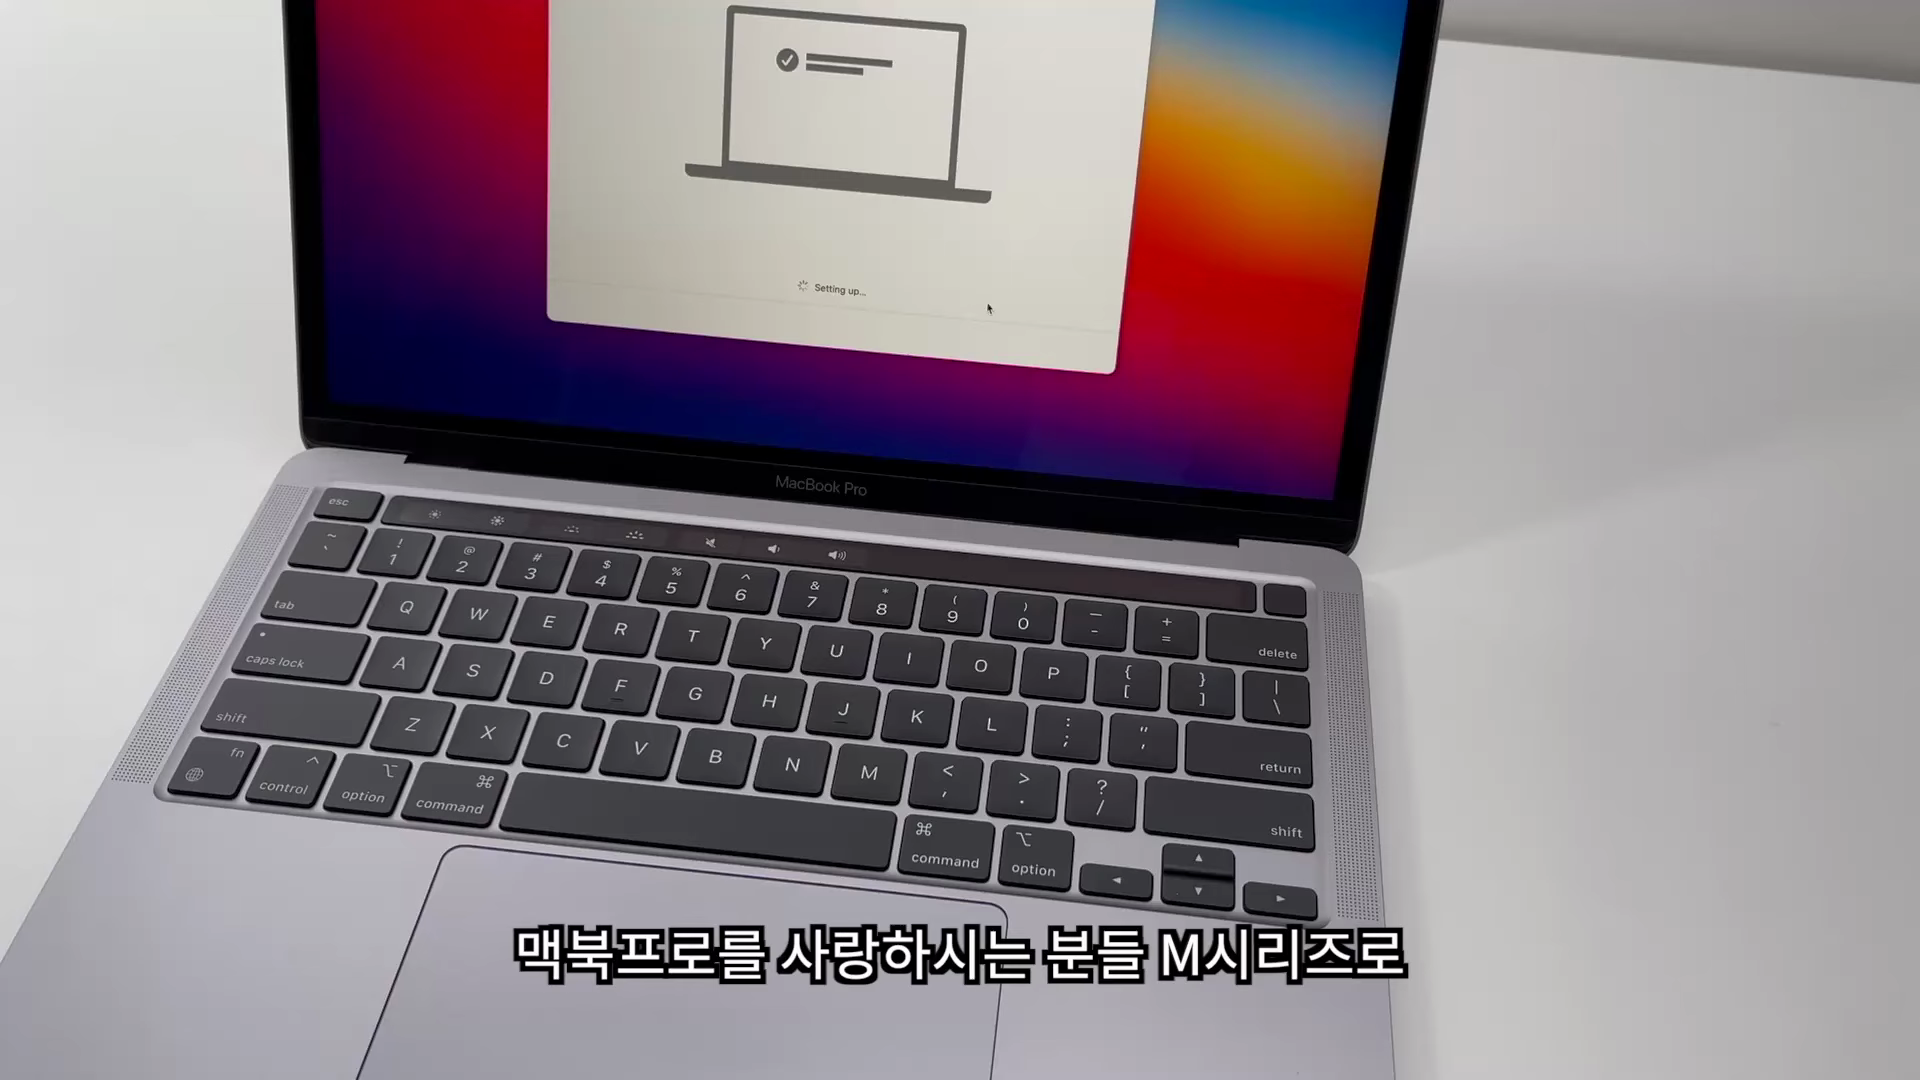 Setting up...
MacBook Pro
esc
~ ` ! 1 @ 2 # 3 $ 4 % 5 ^ 6 & 7 * 8 ( 9 ) 0 — - + = delete
tab Q W E R T Y U I O P { [ } ] | \
caps lock A S D F G H J K L : ; " ' return
shift Z X C V B N M < , > . ? / shift
fn control option command command option
맥북프로를 사랑하시는 분들 M시리즈로